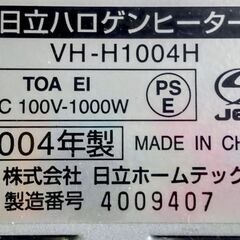 日立ハロゲンヒーター
VH-H1004H
TOA EI
PS
E
C 100V-1000W
JE
004年製
MADE IN CH
株式会社 日立ホームテック
製造番号 4009407